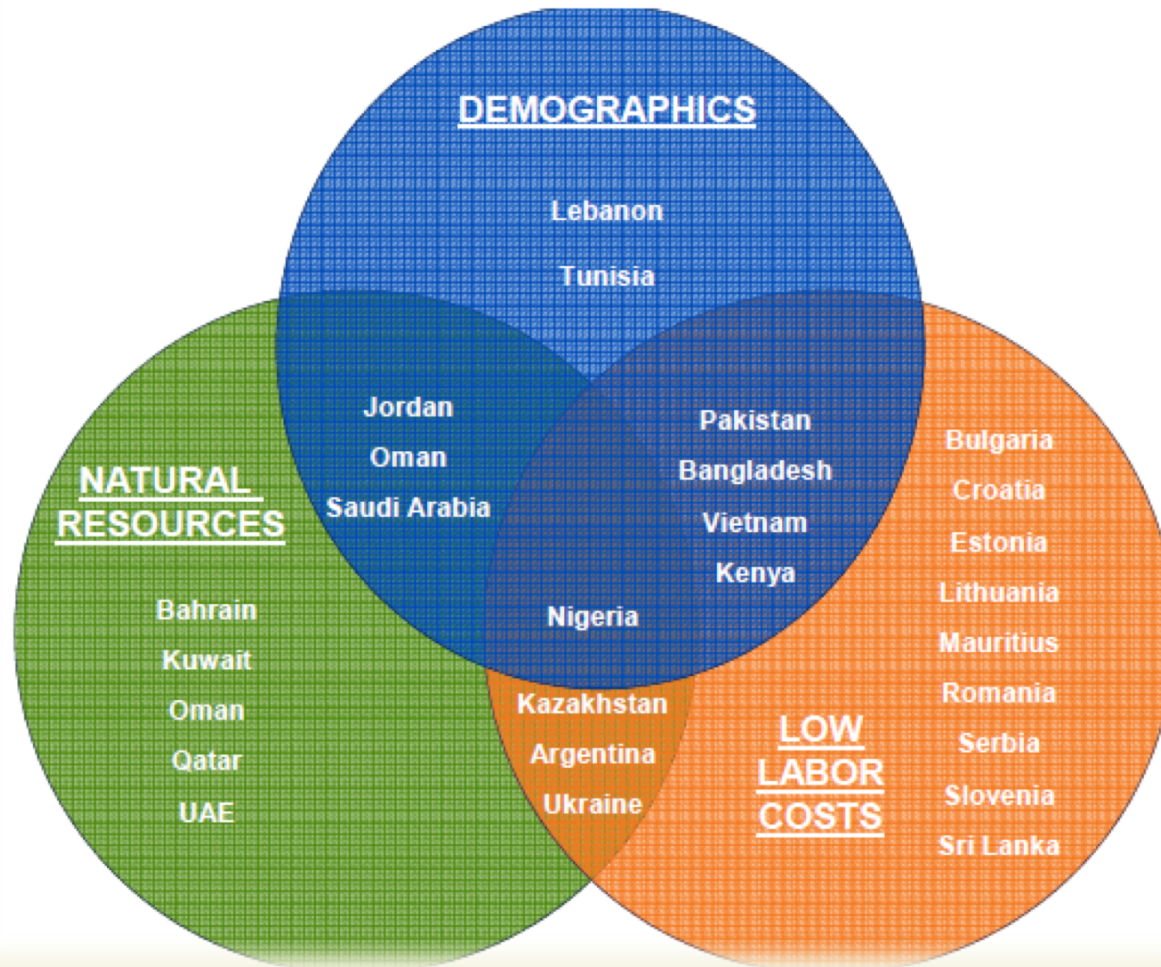 DEMOGRAPHICS
Lebanon
Tunisia
Jordan
Oman
Saudi Arabia
Pakistan
Bangladesh
Vietnam
Kenya
Nigeria
NATURAL
RESOURCES
Bahrain
Kuwait
Oman
Qatar
UAE
Kazakhstan
Argentina
Ukraine
LOW
LABOR
COSTS
Bulgaria
Croatia
Estonia
Lithuania
Mauritius
Romania
Serbia
Slovenia
Sri Lanka